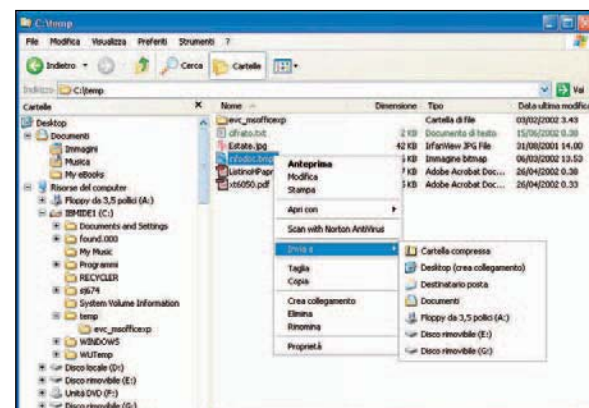 C:\temp
File Modifica Visualizza Preferiti Strumenti ?
Indietro Cerca Cartelle
Indirizzo C:\temp Vai
Cartelle
Desktop
Documenti
Immagini
Musica
My eBooks
Risorse del computer
Floppy da 3,5 pollici (A:)
IBMIDE1 (C:)
Documents and Settings
found.000
My Music
Programmi
RECYCLER
sj674
System Volume Information
temp
evc_msofficexp
WINDOWS
WUTemp
Disco locale (D:)
Disco rimovibile (E:)
Unità DVD (F:)
Disco rimovibile (G:)
Nome Dimensione Tipo Data ultima modific
evc_msofficexp Cartella di file 03/02/2002 3.43
cifrato.txt 2 KB Documento di testo 15/06/2002 0.38
Estate.jpg 42 KB IrfanView JPG File 31/08/2001 14.00
infodoc.bmp KB Immagine bitmap 06/03/2002 13.53
ListinoHPapr KB Adobe Acrobat Doc... 26/04/2002 0.38
xt6050.pdf KB Adobe Acrobat Doc... 26/04/2002 0.33
Anteprima
Modifica
Stampa
Apri con
Scan with Norton AntiVirus
Invia a
Taglia
Copia
Crea collegamento
Elimina
Rinomina
Proprietà
Cartella compressa
Desktop (crea collegamento)
Destinatario posta
Documenti
Floppy da 3,5 pollici (A:)
Disco rimovibile (E:)
Disco rimovibile (G:)